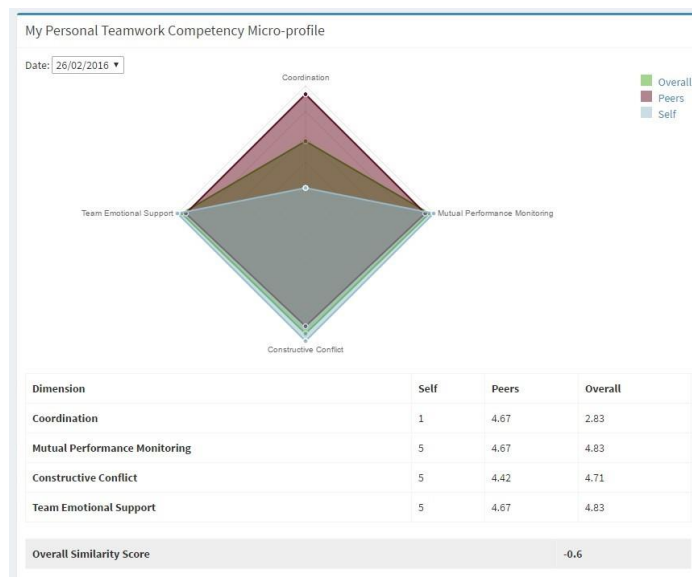 My Personal Teamwork Competency Micro-profile
Date: 26/02/2016 ▼
Coordination
Overall
Peers
Self
Team Emotional Support
Mutual Performance Monitoring
Constructive Conflict
Dimension Self Peers Overall
Coordination 1 4.67 2.83
Mutual Performance Monitoring 5 4.67 4.83
Constructive Conflict 5 4.42 4.71
Team Emotional Support 5 4.67 4.83
Overall Similarity Score -0.6